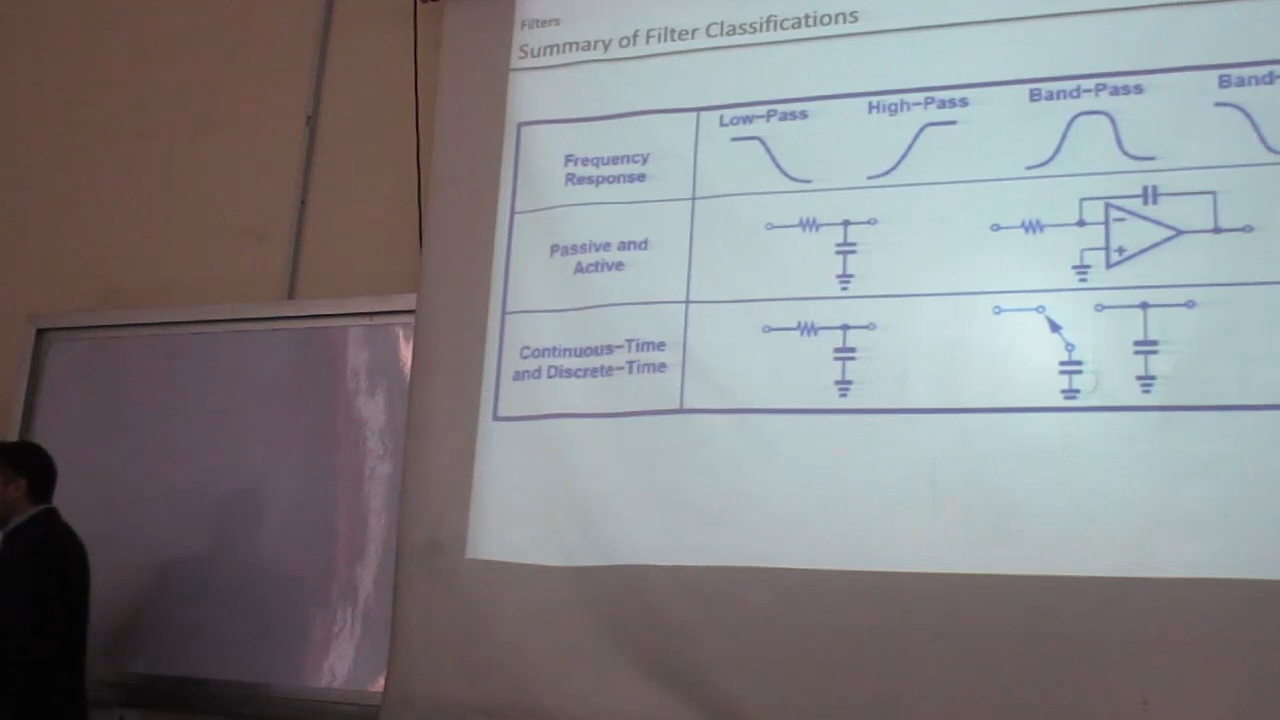 Filters
Summary of Filter Classifications
Low-Pass
High-Pass
Band-Pass
Band-
Frequency
Response
Passive and
Active
Continuous-Time
and Discrete-Time